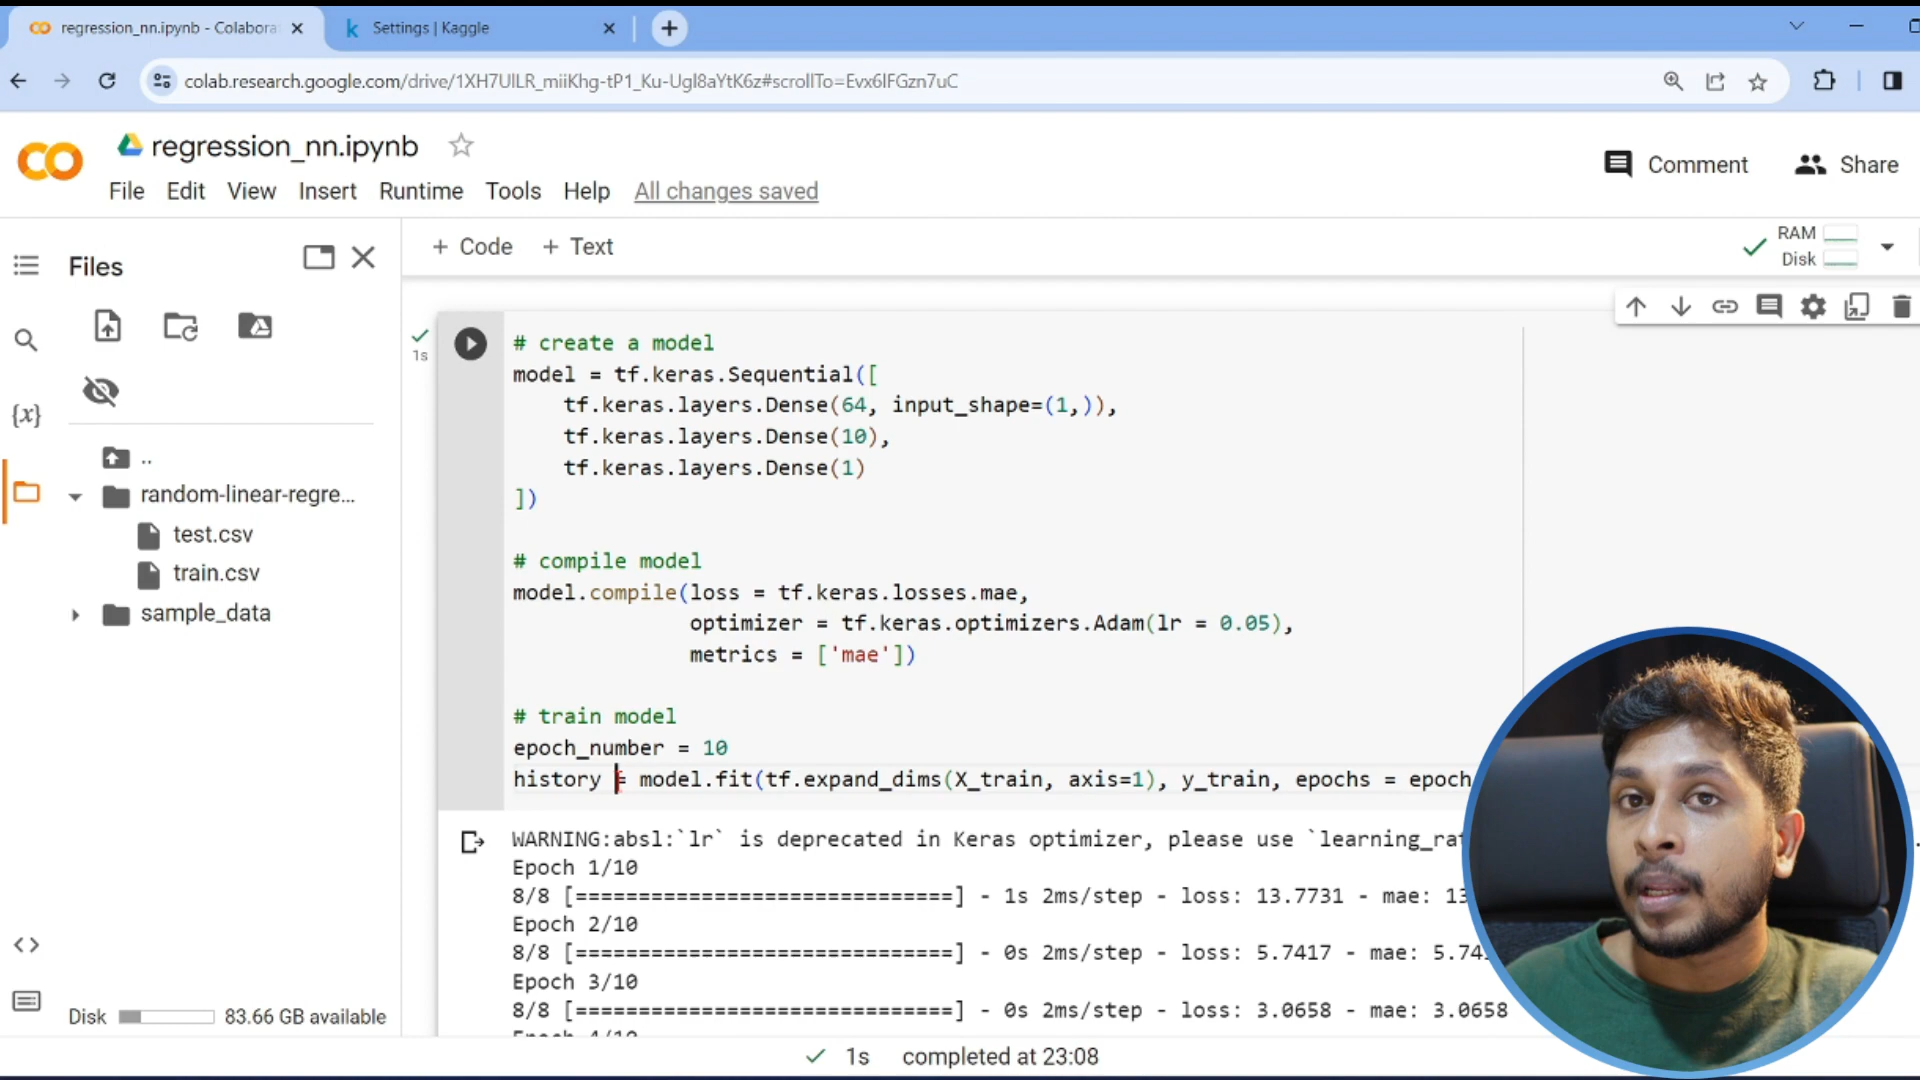 regression_nn.ipynb - Colabora
Settings | Kaggle
colab.research.google.com/drive/1XH7UlLR_miiKhg-tP1_Ku-Ugl8aYtK6z#scrollTo=Evx6lFGzn7uC
regression_nn.ipynb
Comment
Share
File Edit View Insert Runtime Tools Help All changes saved
Files
+ Code + Text
RAM
Disk
1s
{x}
..
random-linear-regre...
test.csv
train.csv
sample_data
# create a model
model = tf.keras.Sequential([
tf.keras.layers.Dense(64, input_shape=(1,)),
tf.keras.layers.Dense(10),
tf.keras.layers.Dense(1)
])
# compile model
model.compile(loss = tf.keras.losses.mae,
optimizer = tf.keras.optimizers.Adam(lr = 0.05),
metrics = ['mae'])
# train model
epoch_number = 10
history = model.fit(tf.expand_dims(X_train, axis=1), y_train, epochs = epoch
WARNING:absl:`lr` is deprecated in Keras optimizer, please use `learning_rat
Epoch 1/10
8/8 [==============================] - 1s 2ms/step - loss: 13.7731 - mae: 13
Epoch 2/10
8/8 [==============================] - 0s 2ms/step - loss: 5.7417 - mae: 5.74
Epoch 3/10
8/8 [==============================] - 0s 2ms/step - loss: 3.0658 - mae: 3.0658
Disk 83.66 GB available
1s completed at 23:08